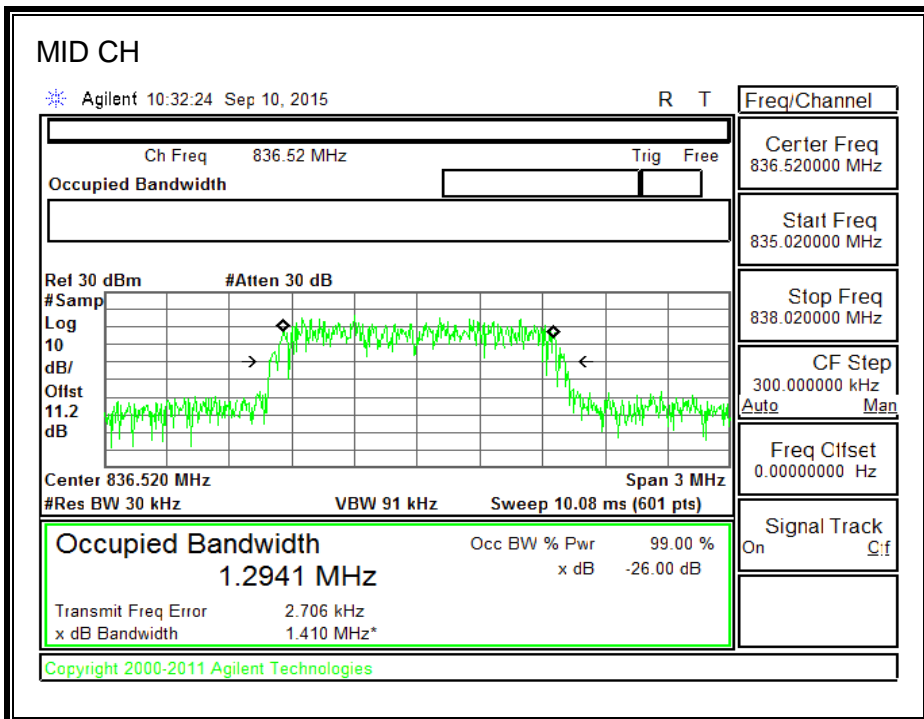 MID CH
Agilent 10:32:24 Sep 10, 2015 R T
Freq/Channel
Ch Freq 836.52 MHz Trig Free
Occupied Bandwidth
Center Freq
836.520000 MHz
Start Freq
835.020000 MHz
Stop Freq
838.020000 MHz
CF Step
300.000000 kHz
Auto Man
Freq Offset
0.00000000 Hz
Signal Track
On Off
Ref 30 dBm #Atten 30 dB
#Samp
Log
10
dB/
Offst
11.2
dB
Center 836.520 MHz Span 3 MHz
#Res BW 30 kHz VBW 91 kHz Sweep 10.08 ms (601 pts)
Occupied Bandwidth
1.2941 MHz
Occ BW % Pwr 99.00 %
x dB -26.00 dB
Transmit Freq Error 2.706 kHz
x dB Bandwidth 1.410 MHz*
Copyright 2000-2011 Agilent Technologies